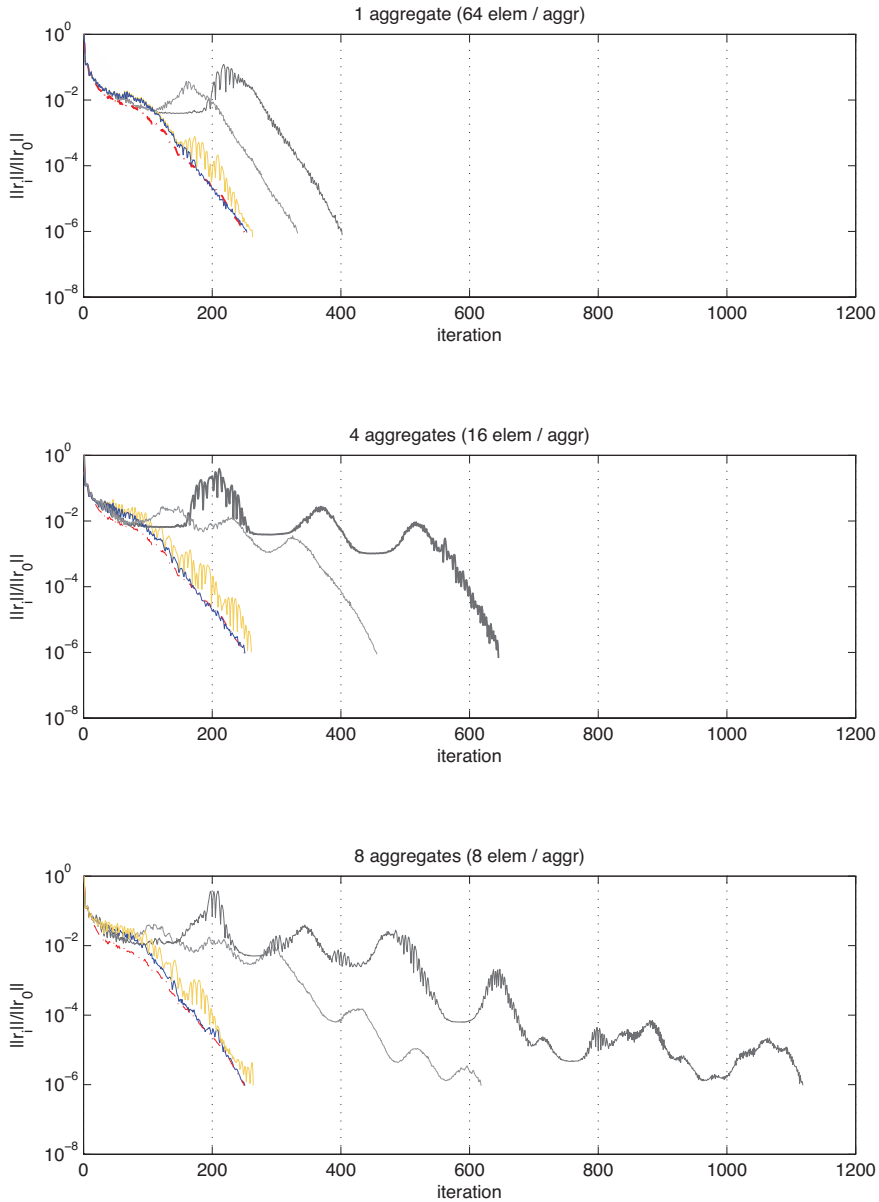 1 aggregate (64 elem / aggr)
10^0
10^-2
10^-4
10^-6
10^-8
||r_i||/||r_0||
0 200 400 600 800 1000 1200
iteration
4 aggregates (16 elem / aggr)
10^0
10^-2
10^-4
10^-6
10^-8
||r_i||/||r_0||
0 200 400 600 800 1000 1200
iteration
8 aggregates (8 elem / aggr)
10^0
10^-2
10^-4
10^-6
10^-8
||r_i||/||r_0||
0 200 400 600 800 1000 1200
iteration